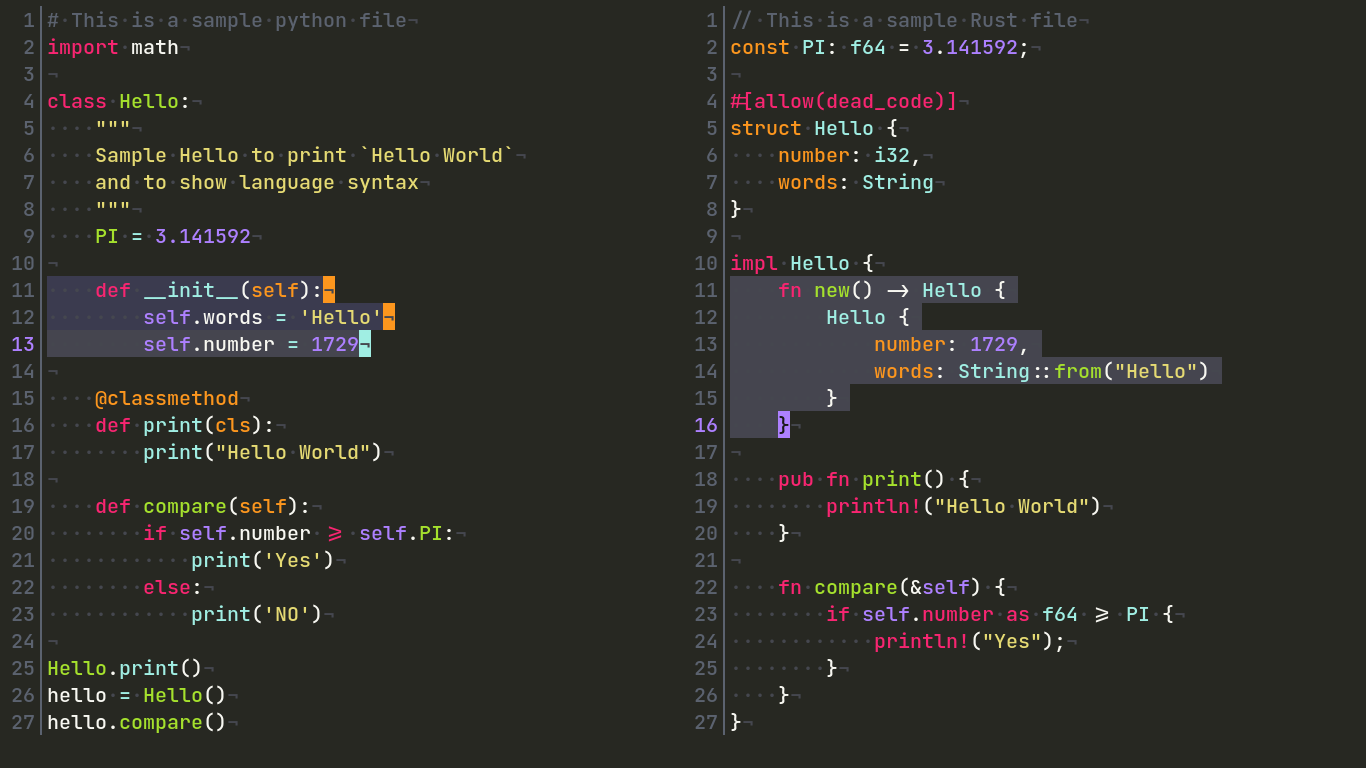 1 # This is a sample python file
2 import math
3
4 class Hello:
5     """
6     Sample Hello to print `Hello World`
7     and to show language syntax
8     """
9     PI = 3.141592
10
11     def __init__(self):
12         self.words = 'Hello'
13         self.number = 1729
14
15     @classmethod
16     def print(cls):
17         print("Hello World")
18
19     def compare(self):
20         if self.number >= self.PI:
21             print('Yes')
22         else:
23             print('NO')
24
25 Hello.print()
26 hello = Hello()
27 hello.compare()
1 // This is a sample Rust file
2 const PI: f64 = 3.141592;
3
4 #[allow(dead_code)]
5 struct Hello {
6     number: i32,
7     words: String
8 }
9
10 impl Hello {
11     fn new() -> Hello {
12         Hello {
13             number: 1729,
14             words: String::from("Hello")
15         }
16     }
17
18     pub fn print() {
19         println!("Hello World")
20     }
21
22     fn compare(&self) {
23         if self.number as f64 >= PI {
24             println!("Yes");
25         }
26     }
27 }